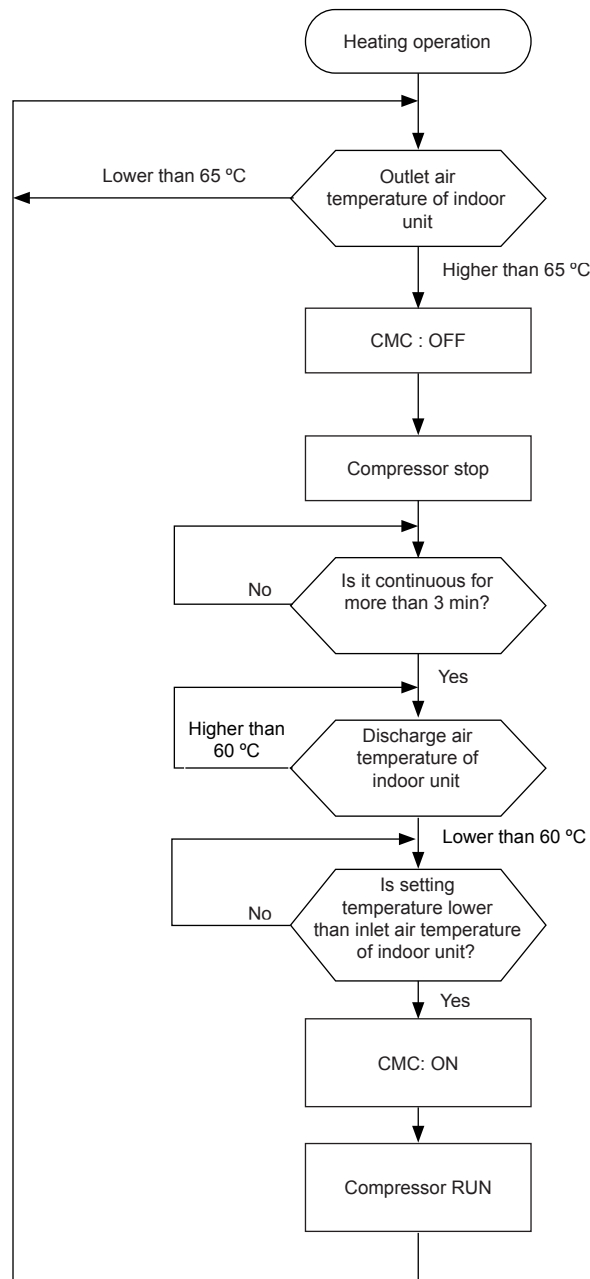 Heating operation
Lower than 65 ºC
Outlet air
temperature of indoor
unit
Higher than 65 ºC
CMC : OFF
Compressor stop
Is it continuous for
more than 3 min?
No
Yes
Higher than
60 ºC
Discharge air
temperature of
indoor unit
Lower than 60 ºC
Is setting
temperature lower
than inlet air temperature
of indoor unit?
No
Yes
CMC: ON
Compressor RUN